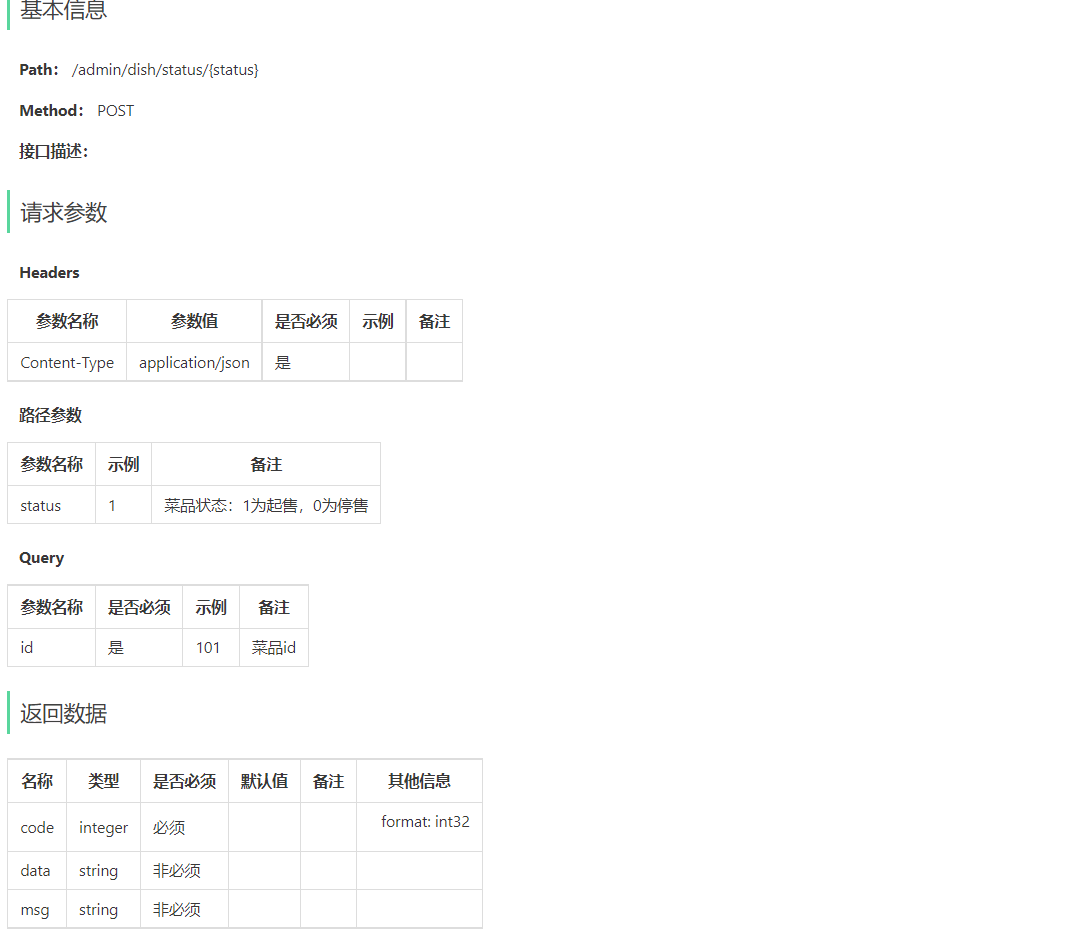 基本信息
Path： /admin/dish/status/{status}
Method： POST
接口描述：
请求参数
Headers
参数名称 参数值 是否必须 示例 备注
Content-Type application/json 是
路径参数
参数名称 示例 备注
status 1 菜品状态：1为起售，0为停售
Query
参数名称 是否必须 示例 备注
id 是 101 菜品id
返回数据
名称 类型 是否必须 默认值 备注 其他信息
code integer 必须 format: int32
data string 非必须
msg string 非必须